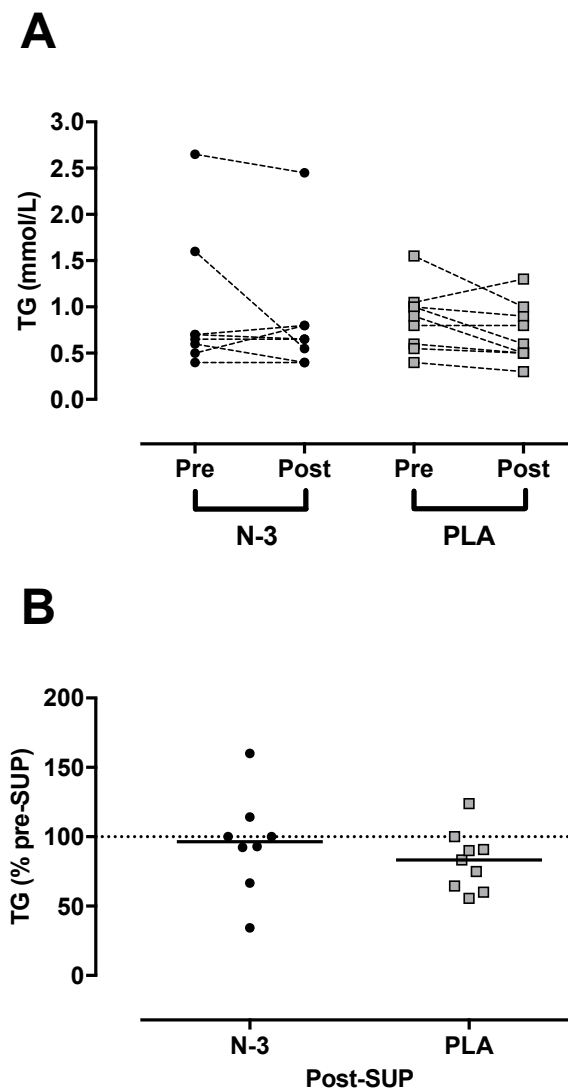 A
TG (mmol/L)
3.0
2.5
2.0
1.5
1.0
0.5
0.0
Pre Post Pre Post
N-3 PLA
B
TG (% pre-SUP)
200
150
100
50
0
N-3 PLA
Post-SUP